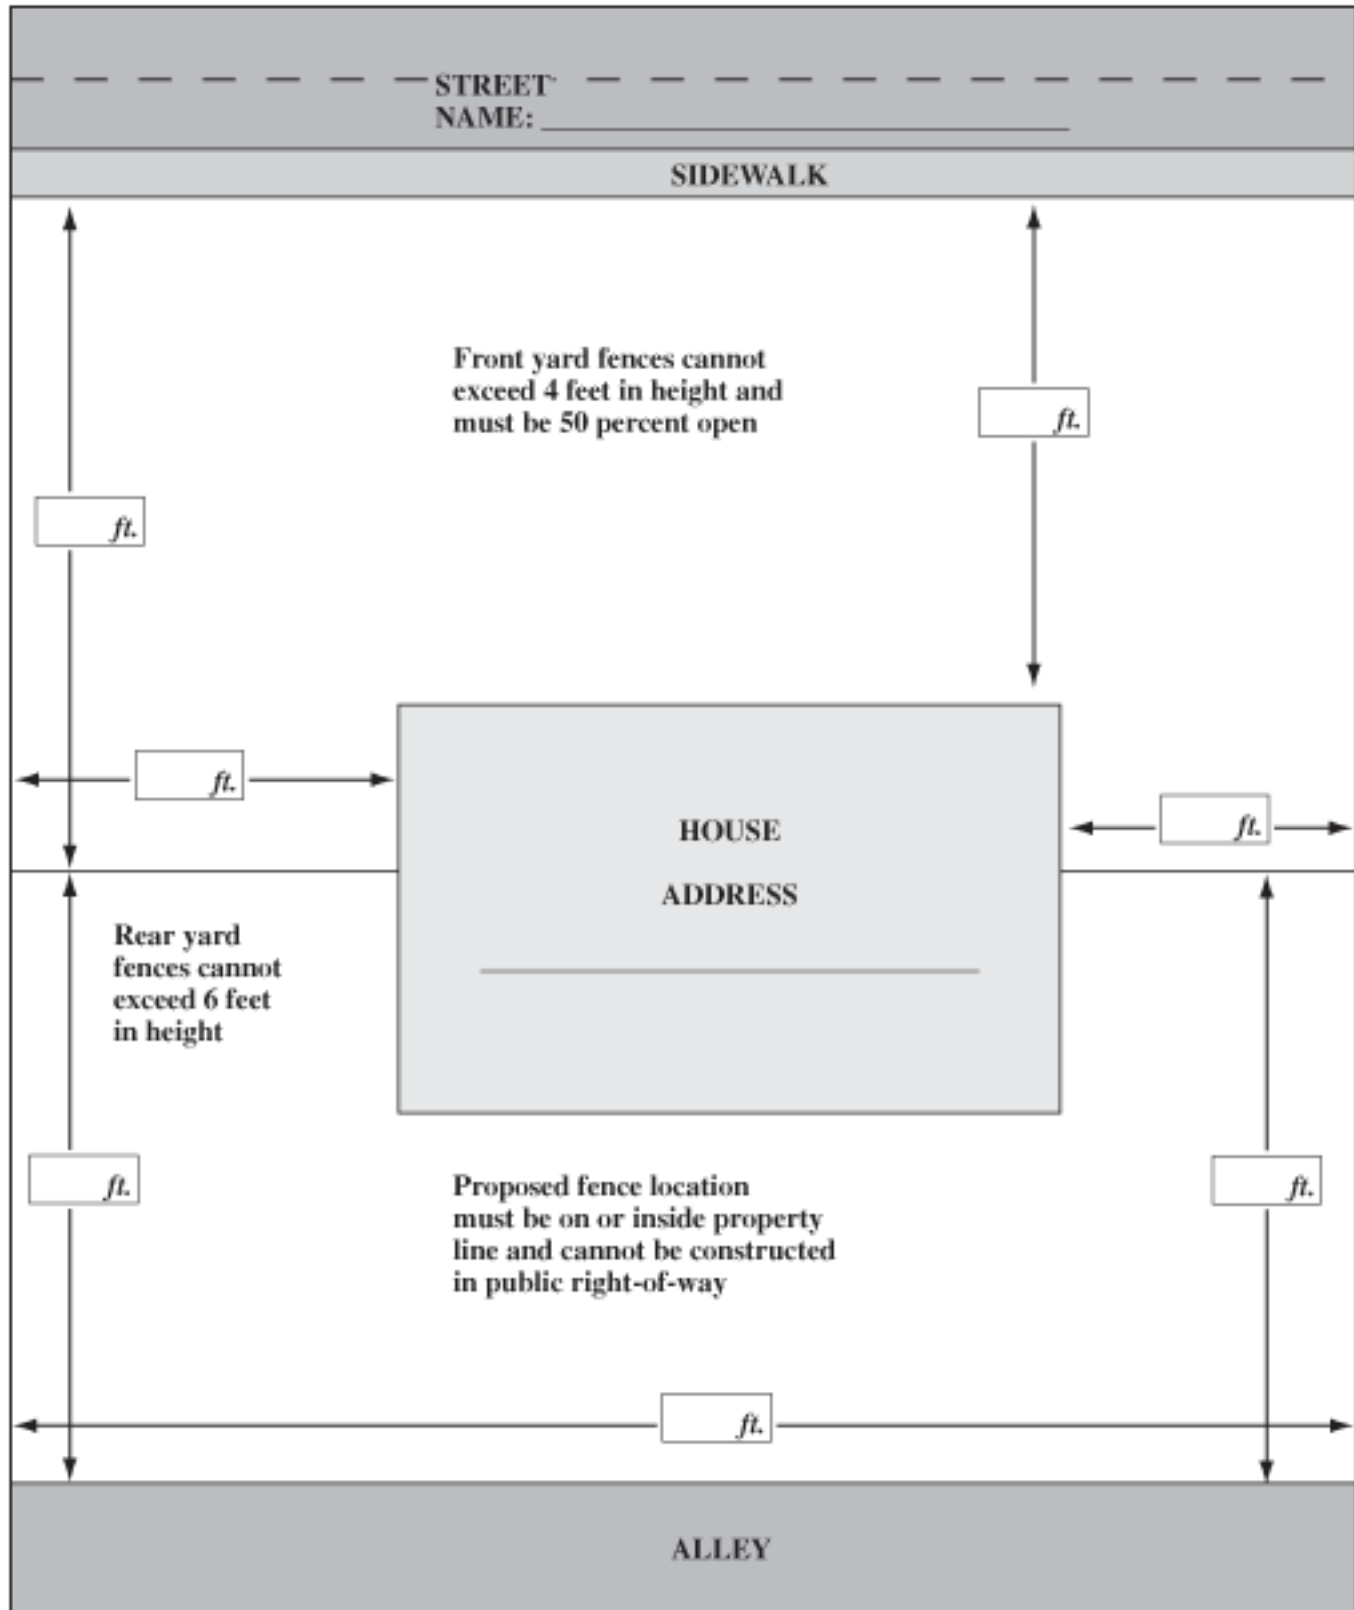 STREET
NAME:
SIDEWALK
Front yard fences cannot
exceed 4 feet in height and
must be 50 percent open
ft.
ft.
ft.
ft.
HOUSE
ADDRESS
Rear yard
fences cannot
exceed 6 feet
in height
ft.
ft.
Proposed fence location
must be on or inside property
line and cannot be constructed
in public right-of-way
ft.
ALLEY